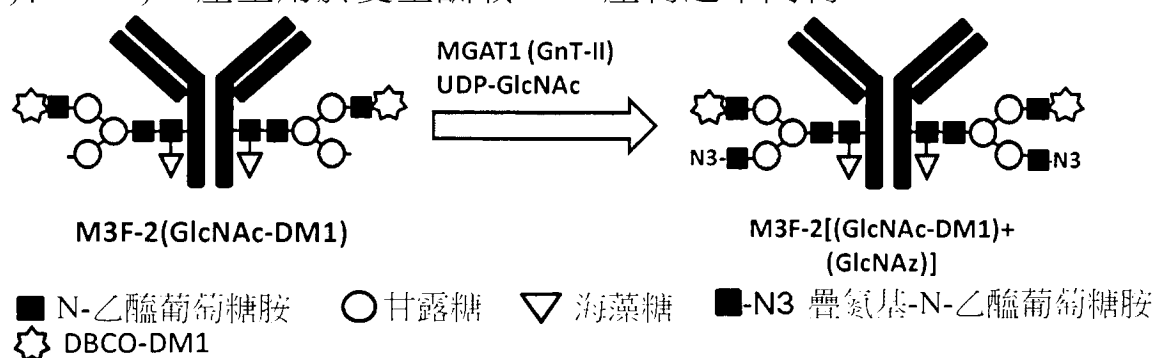 MGAT1 (GnT-II)
UDP-GlcNAc
N3-
-N3
M3F-2(GlcNAc-DM1)
M3F-2[(GlcNAc-DM1)+
(GlcNAz)]
N-乙醯葡萄糖胺 甘露糖 海藻糖 -N3 疊氮基-N-乙醯葡萄糖胺
DBCO-DM1